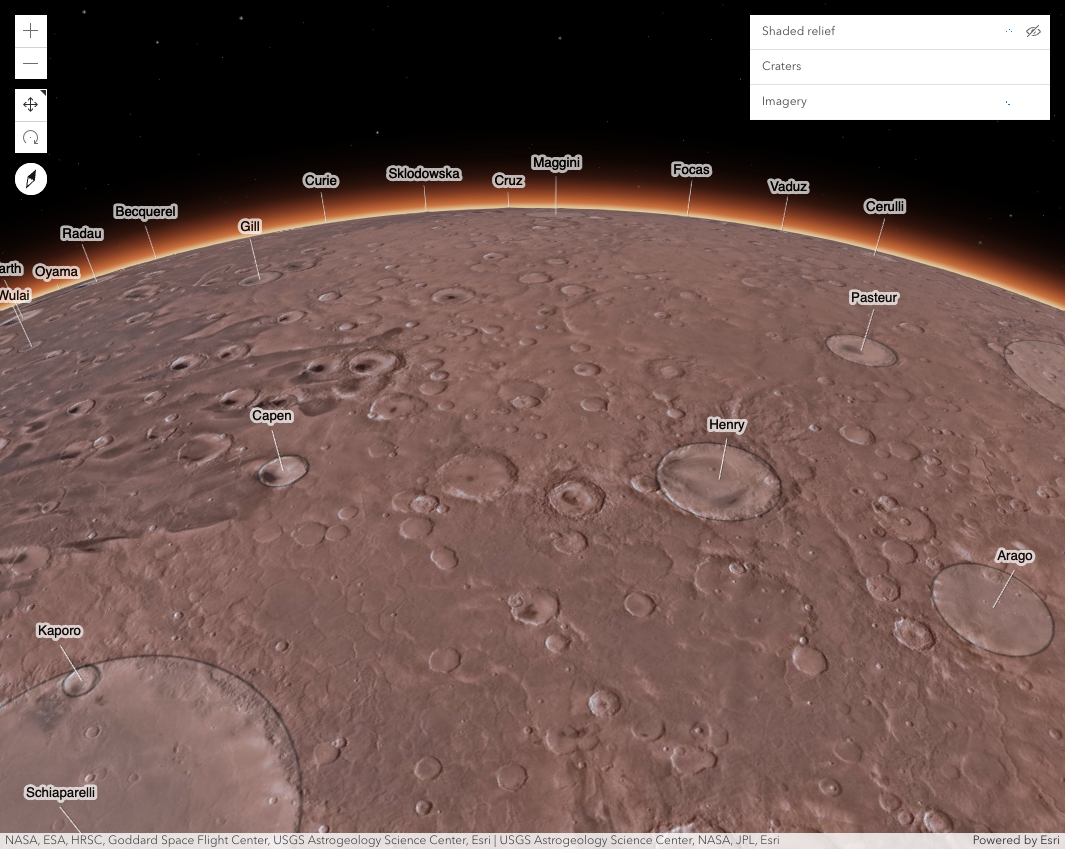 Shaded relief
Craters
Imagery
Maggini
Focas
Sklodowska
Curie
Cruz
Vaduz
Cerulli
Becquerel
Gill
Radau
arth
Oyama
Wulai
Pasteur
Capen
Henry
Arago
Kaporo
Schiaparelli
NASA, ESA, HRSC, Goddard Space Flight Center, USGS Astrogeology Science Center, Esri | USGS Astrogeology Science Center, NASA, JPL, Esri
Powered by Esri